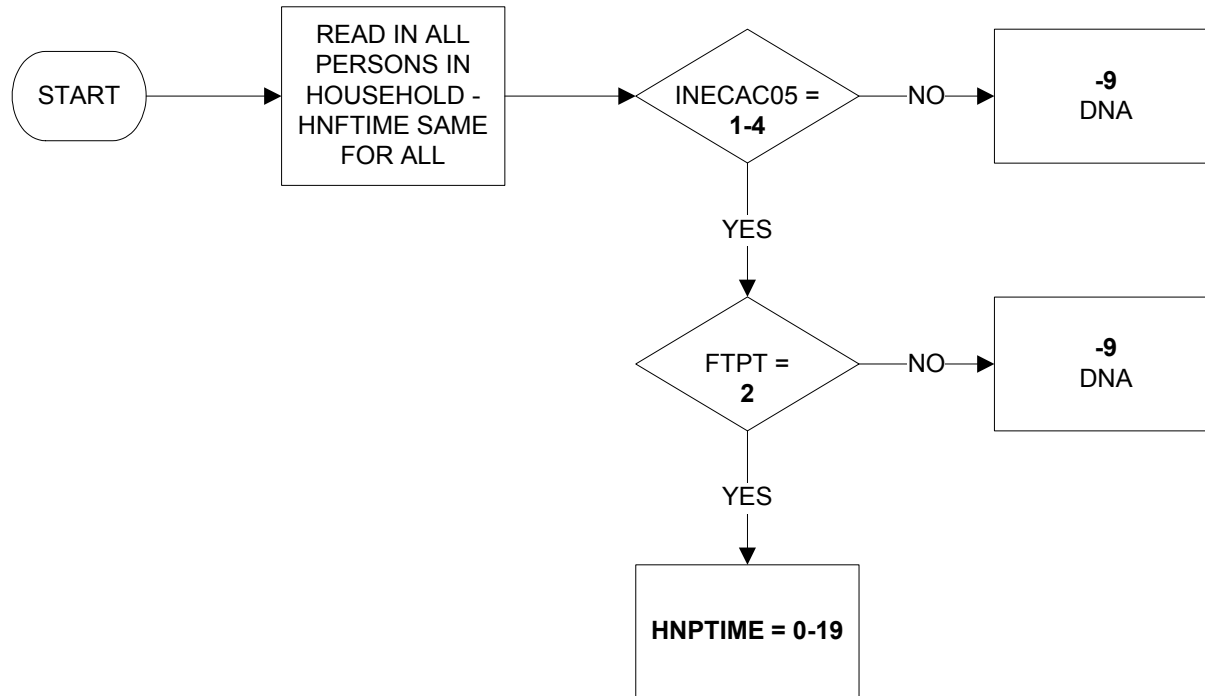 START
READ IN ALL
PERSONS IN
HOUSEHOLD -
HNFTIME SAME
FOR ALL
INECAC05 =
1-4
NO
-9
DNA
YES
FTPT =
2
NO
-9
DNA
YES
HNPTIME = 0-19